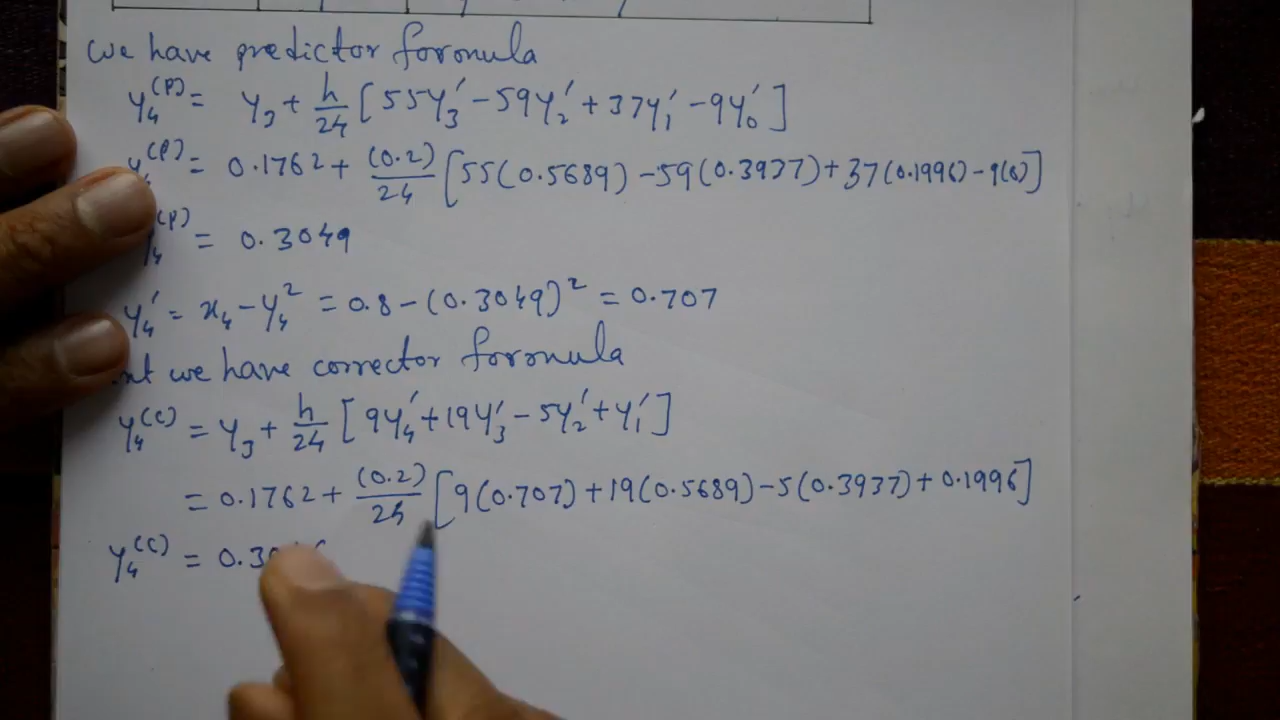 We have predictor formula
y₄⁽ᴾ⁾ = y₃ + h/24 [55y₃′ − 59y₂′ + 37y₁′ − 9y₀′]
y₄⁽ᴾ⁾ = 0.1762 + (0.2)/24 [55(0.5689) − 59(0.3937) + 37(0.1996) − 9(0)]
y₄⁽ᴾ⁾ = 0.3049
y₄′ = x₄ − y₄² = 0.8 − (0.3049)² = 0.707
we have corrector formula
y₄⁽ᶜ⁾ = y₃ + h/24 [9y₄′ + 19y₃′ − 5y₂′ + y₁′]
= 0.1762 + (0.2)/24 [9(0.707) + 19(0.5689) − 5(0.3937) + 0.1996]
y₄⁽ᶜ⁾ = 0.30